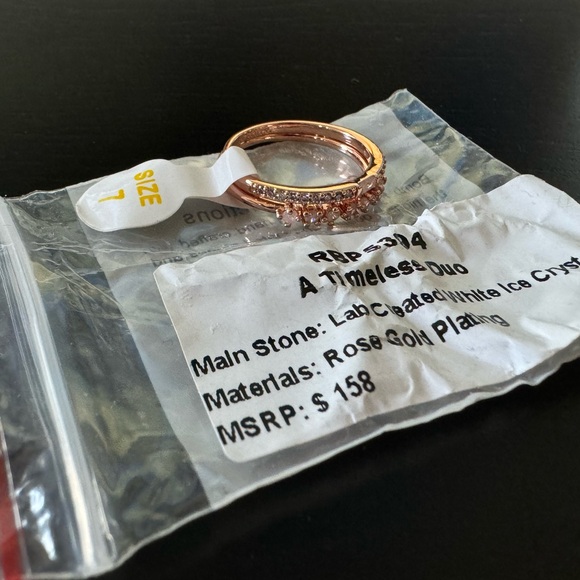 SIZE
7
A Timeless Duo
Main Stone: Lab Created White Ice Cryst
Materials: Rose Gold Plating
MSRP: $ 158